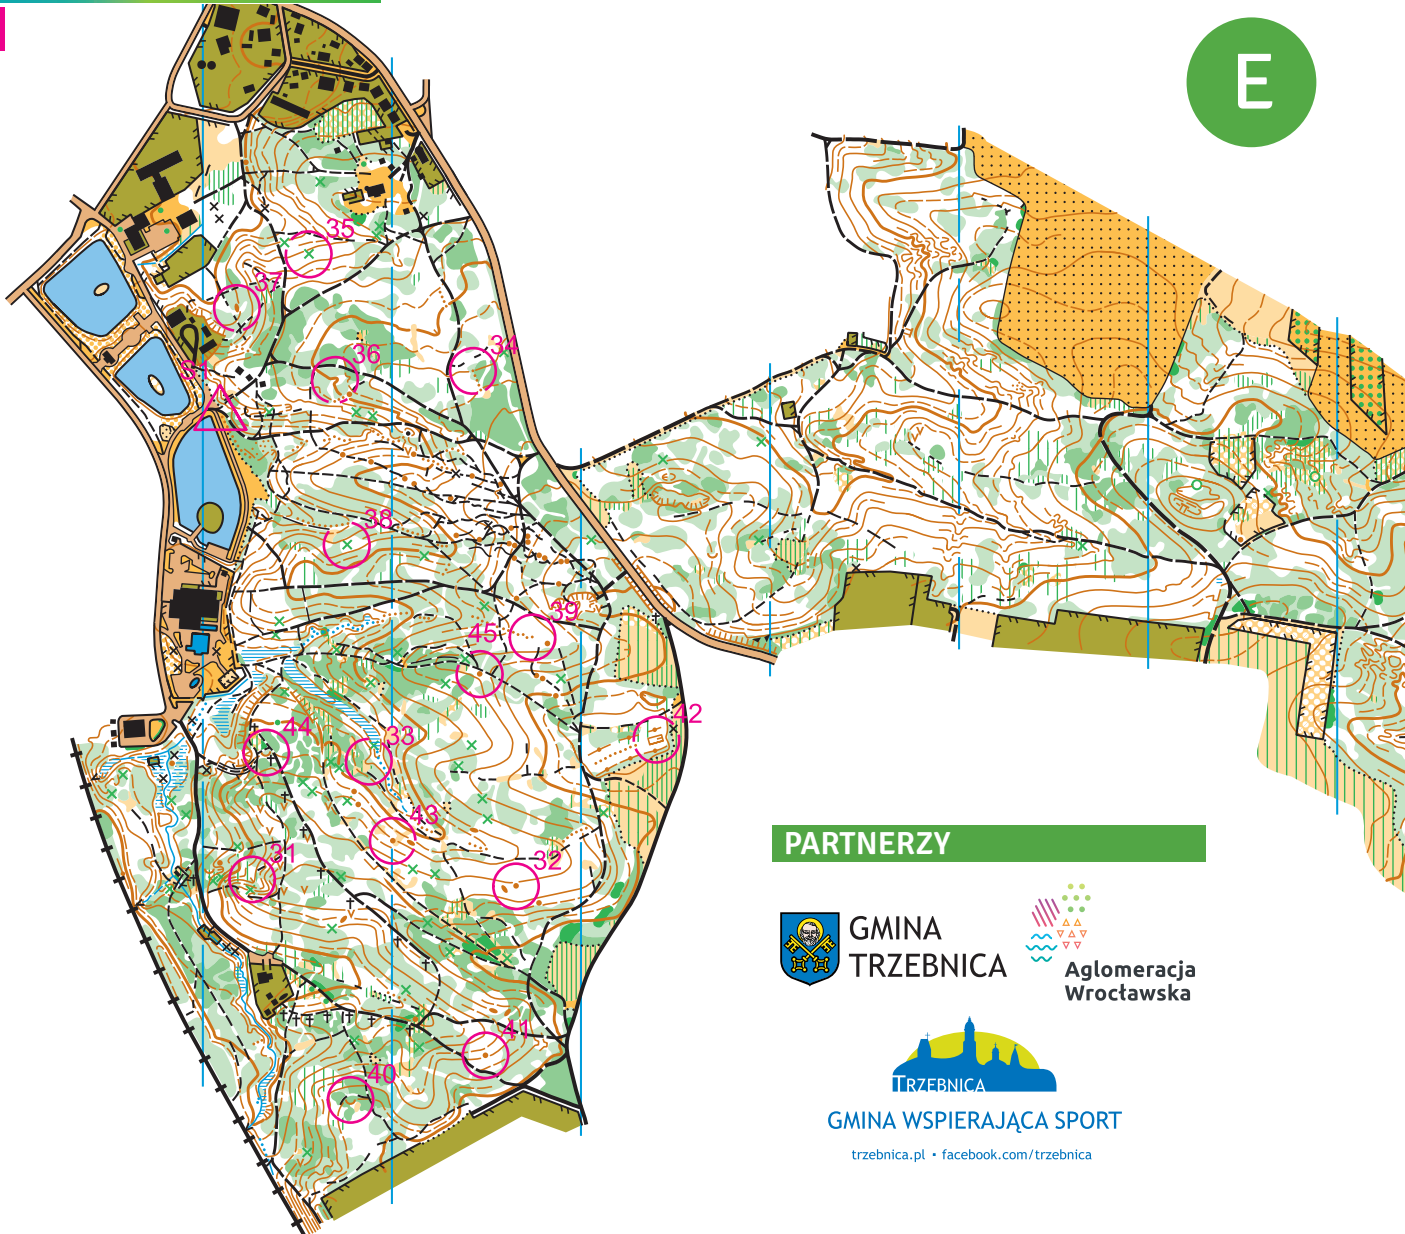 E
35
37
34
36
S1
38
39
45
42
44
33
43
31
32
41
40
PARTNERZY
GMINA
TRZEBNICA
Aglomeracja
Wrocławska
TRZEBNICA
GMINA WSPIERAJĄCA SPORT
trzebnica.pl • facebook.com/trzebnica